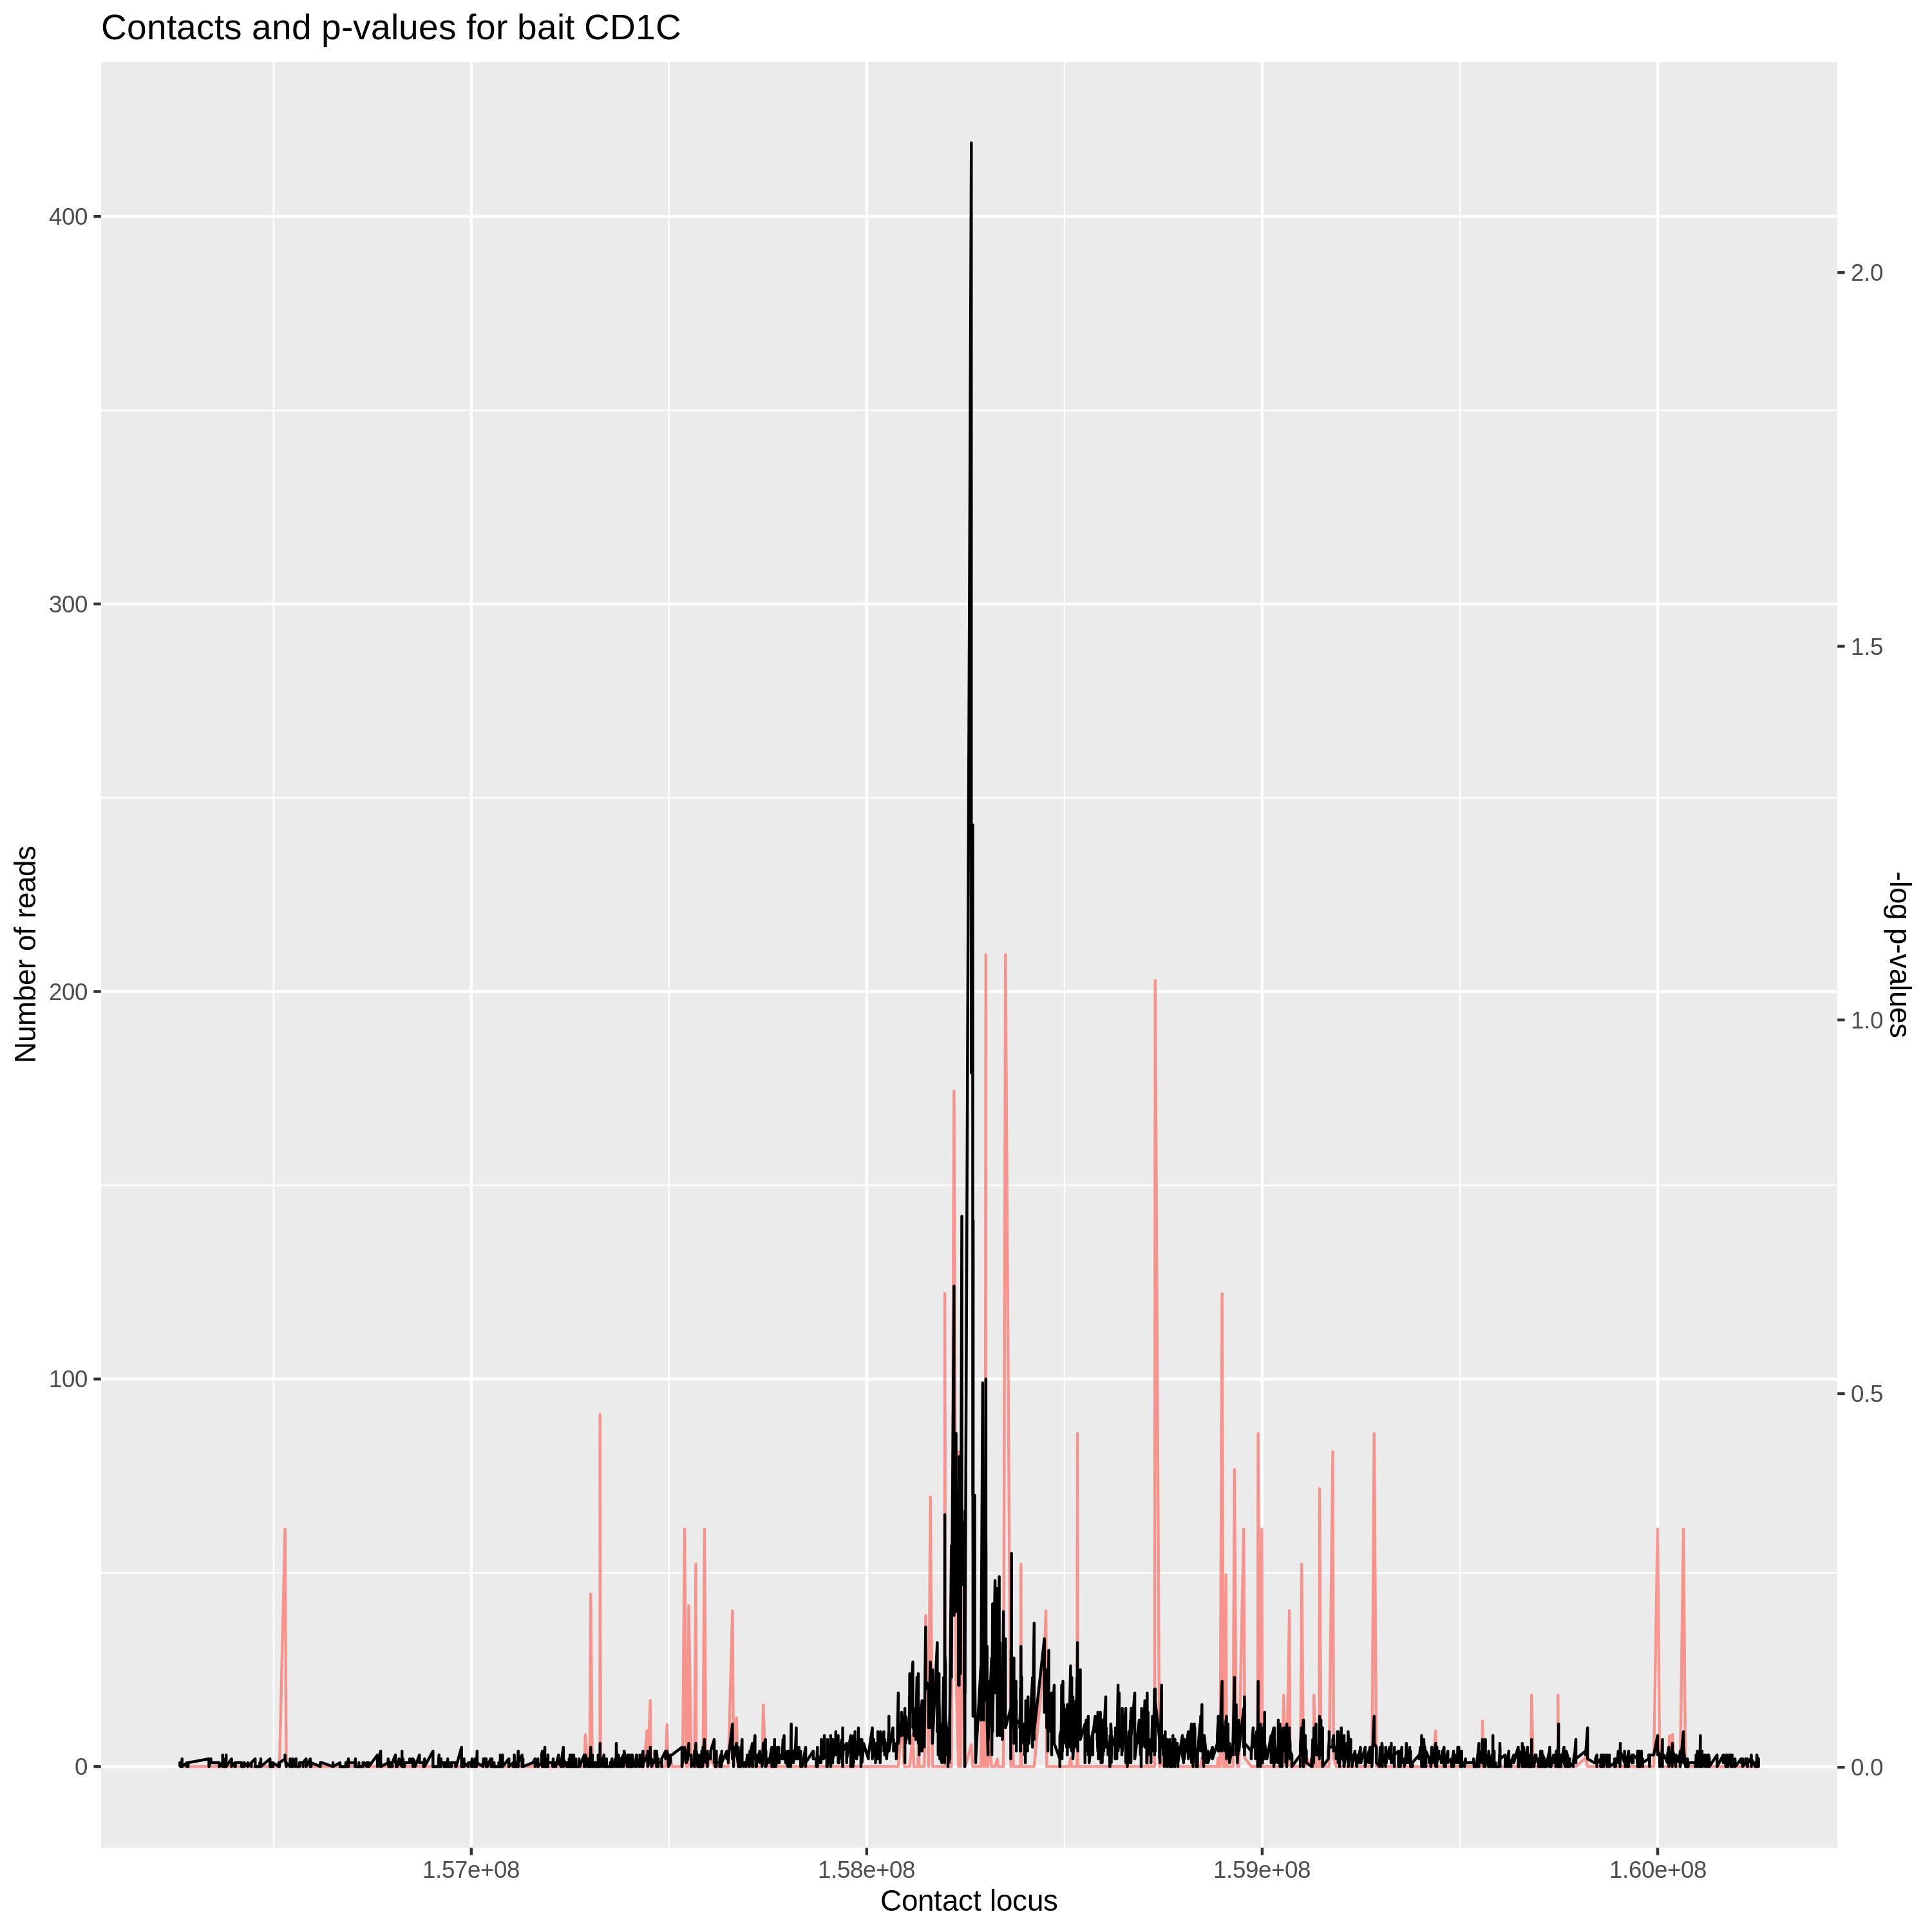 Contacts and p-values for bait CD1C
400
300
200
100
0
Number of reads
2.0
1.5
1.0
0.5
0.0
-log p-values
1.57e+08
1.58e+08
1.59e+08
1.60e+08
Contact locus